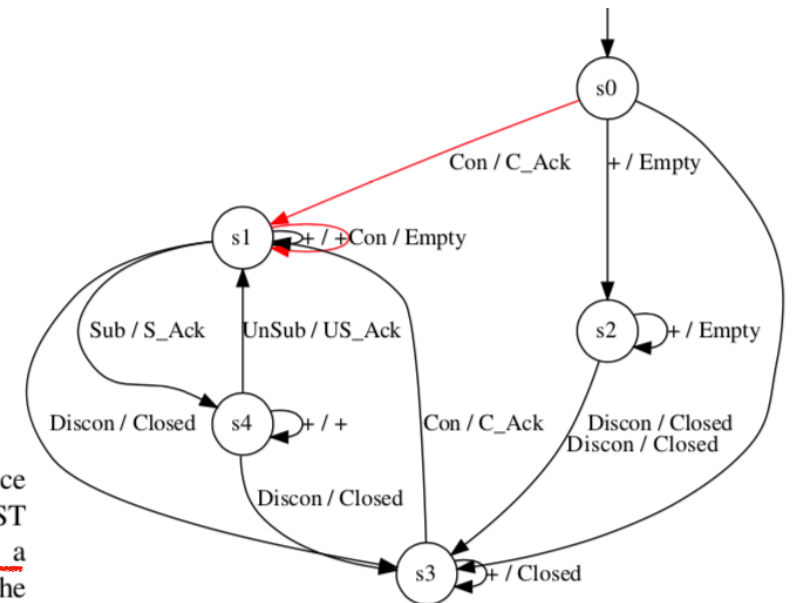 s0
Con / C_Ack
+ / Empty
s1
+ / +
Con / Empty
Sub / S_Ack
UnSub / US_Ack
s2
+ / Empty
Discon / Closed
s4
+ / +
Con / C_Ack
Discon / Closed
Discon / Closed
ce
Discon / Closed
ST
a
s3
+ / Closed
he